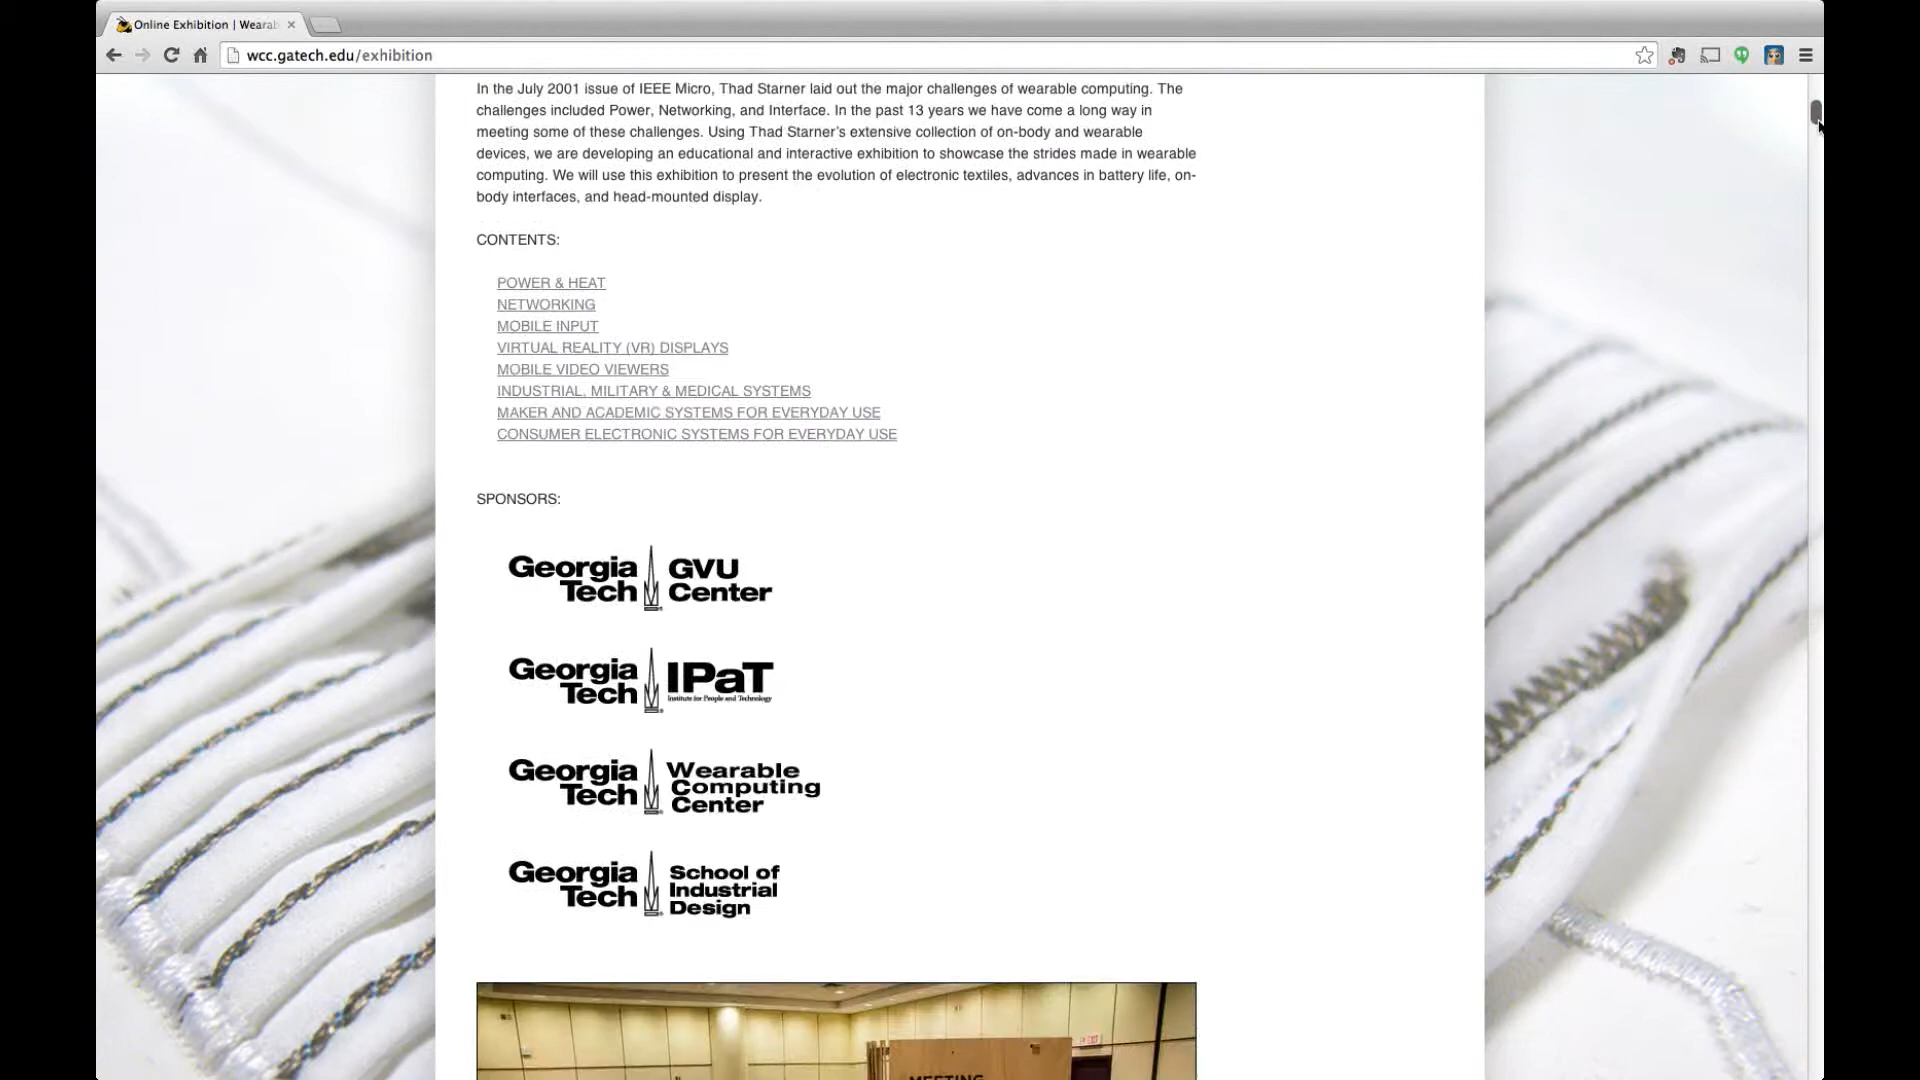 Online Exhibition | Wearab
wcc.gatech.edu/exhibition
In the July 2001 issue of IEEE Micro, Thad Starner laid out the major challenges of wearable computing. The
challenges included Power, Networking, and Interface. In the past 13 years we have come a long way in
meeting some of these challenges. Using Thad Starner's extensive collection of on-body and wearable
devices, we are developing an educational and interactive exhibition to showcase the strides made in wearable
computing. We will use this exhibition to present the evolution of electronic textiles, advances in battery life, on-
body interfaces, and head-mounted display.
CONTENTS:
POWER & HEAT
NETWORKING
MOBILE INPUT
VIRTUAL REALITY (VR) DISPLAYS
MOBILE VIDEO VIEWERS
INDUSTRIAL, MILITARY & MEDICAL SYSTEMS
MAKER AND ACADEMIC SYSTEMS FOR EVERYDAY USE
CONSUMER ELECTRONIC SYSTEMS FOR EVERYDAY USE
SPONSORS:
Georgia Tech
GVU Center
Georgia Tech
IPaT
Institute for People and Technology
Georgia Tech
Wearable Computing Center
Georgia Tech
School of Industrial Design
MEETING